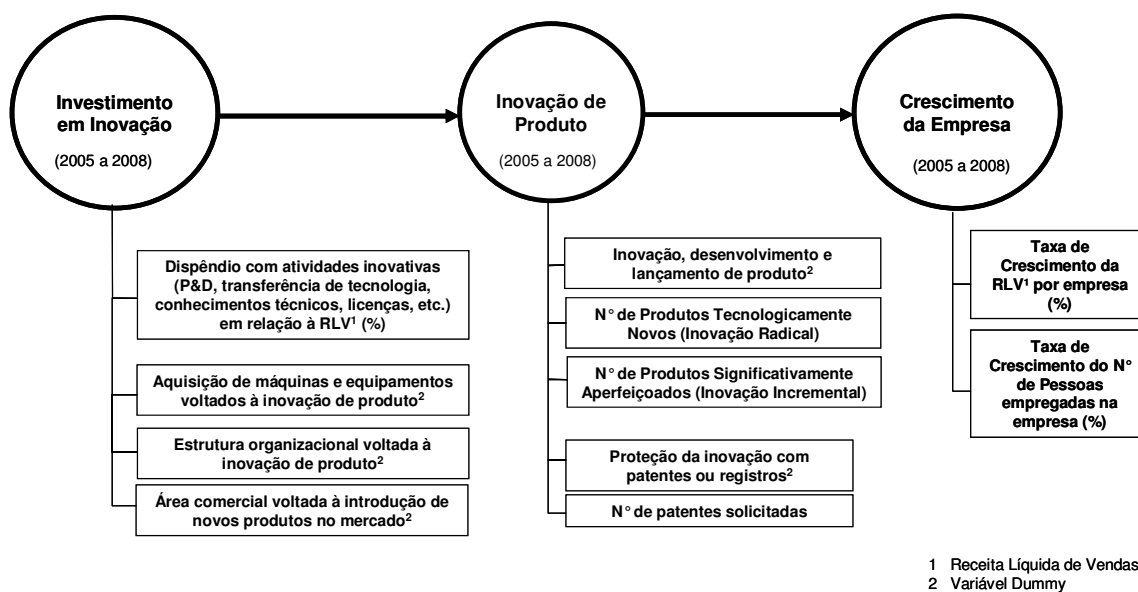 Investimento
em Inovação
(2005 a 2008)
Inovação de
Produto
(2005 a 2008)
Crescimento
da Empresa
(2005 a 2008)
Dispêndio com atividades inovativas
(P&D, transferência de tecnologia,
conhecimentos técnicos, licenças, etc.)
em relação à RLV¹ (%)
Aquisição de máquinas e equipamentos
voltados à inovação de produto²
Estrutura organizacional voltada à
inovação de produto²
Área comercial voltada à introdução de
novos produtos no mercado²
Inovação, desenvolvimento e
lançamento de produto²
N° de Produtos Tecnologicamente
Novos (Inovação Radical)
N° de Produtos Significativamente
Aperfeiçoados (Inovação Incremental)
Proteção da inovação com
patentes ou registros²
N° de patentes solicitadas
Taxa de
Crescimento da
RLV¹ por empresa
(%)
Taxa de
Crescimento do N°
de Pessoas
empregadas na
empresa (%)
1 Receita Líquida de Vendas
2 Variável Dummy